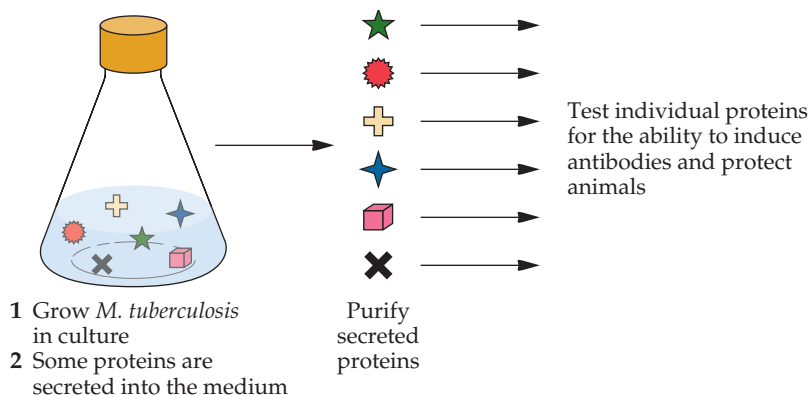 1 Grow M. tuberculosis
in culture
2 Some proteins are
secreted into the medium
Purify
secreted
proteins
Test individual proteins
for the ability to induce
antibodies and protect
animals